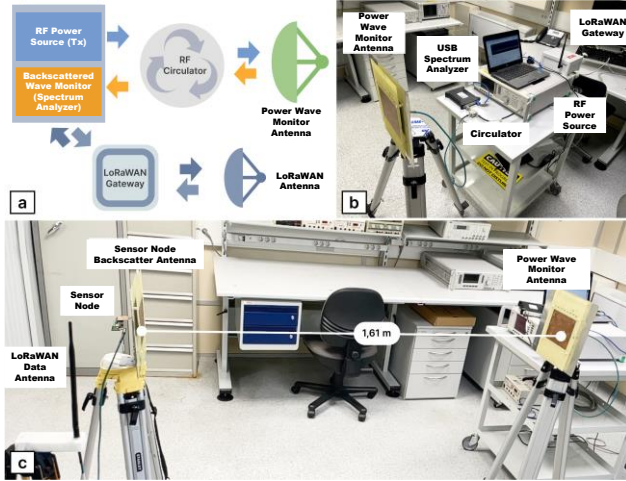 RF Power
Source (Tx)
Backscattered
Wave Monitor
(Spectrum
Analyzer)
RF
Circulator
Power Wave
Monitor
Antenna
LoRaWAN
Gateway
LoRaWAN
Antenna
a
Power
Wave
Monitor
Antenna
USB
Spectrum
Analyzer
LoRaWAN
Gateway
Circulator
RF
Power
Source
CAUTION
b
Sensor Node
Backscatter Antenna
Power Wave
Monitor
Antenna
Sensor
Node
1,61 m
LoRaWAN
Data
Antenna
c